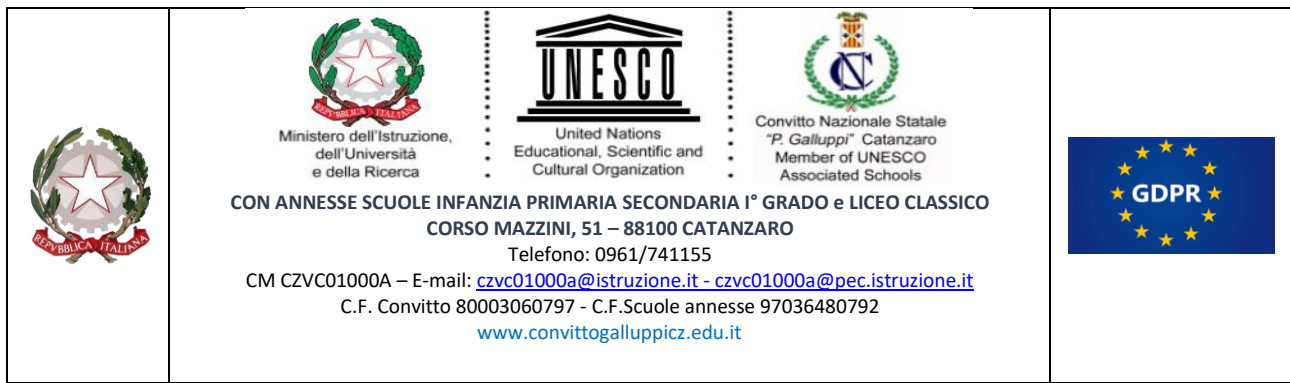 REPVBBLICA ITALIANA
REPVBBLICA ITALIANA
Ministero dell'Istruzione,
dell'Università
e della Ricerca
UNESCO
United Nations
Educational, Scientific and
Cultural Organization
Convitto Nazionale Statale
"P. Galluppi" Catanzaro
Member of UNESCO
Associated Schools
CON ANNESSE SCUOLE INFANZIA PRIMARIA SECONDARIA I° GRADO e LICEO CLASSICO
CORSO MAZZINI, 51 – 88100 CATANZARO
Telefono: 0961/741155
CM CZVC01000A – E-mail: czvc01000a@istruzione.it - czvc01000a@pec.istruzione.it
C.F. Convitto 80003060797 - C.F.Scuole annesse 97036480792
www.convittogalluppicz.edu.it
GDPR